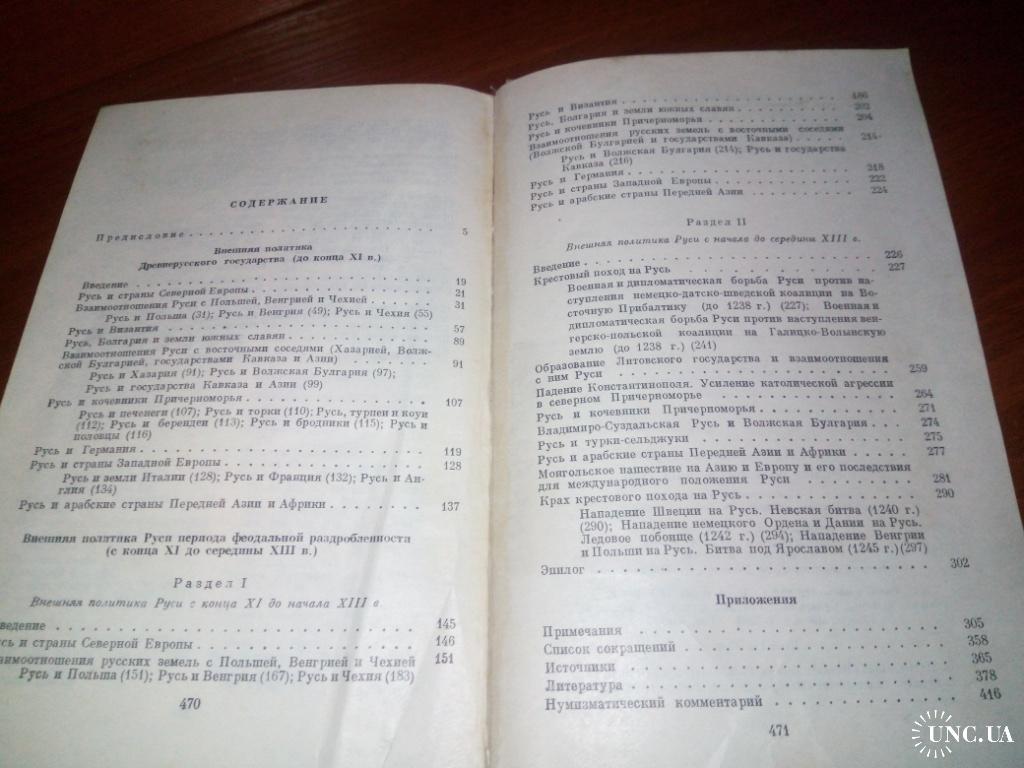 СОДЕРЖАНИЕ
Предисловие . . . . . . . . . . 5
Внешняя политика
Древнерусского государства (до конца XI в.)
Введение . . . . . . . . . . 19
Русь и страны Северной Европы . . . . . . . . . . 21
Взаимоотношения Руси с Польшей, Венгрией и Чехией . . . . . . . . . . 31
Русь и Польша (31); Русь и Венгрия (49); Русь и Чехия (55)
Русь и Византия . . . . . . . . . . 57
Русь, Болгария и земли южных славян . . . . . . . . . . 89
Взаимоотношения Руси с восточными соседями (Хазарией, Волж-
ской Булгарией, государствами Кавказа и Азии) . . . . . . . . . . 91
Русь и Хазария (91); Русь и Волжская Булгария (97);
Русь и государства Кавказа и Азии (99)
Русь и кочевники Причерноморья . . . . . . . . . . 107
Русь и печенеги (107); Русь и торки (110); Русь, турпеи и коуи
(112); Русь и берендеи (113); Русь и бродники (115); Русь и
половцы (116)
Русь и Германия . . . . . . . . . . 119
Русь и страны Западной Европы . . . . . . . . . . 128
Русь и земли Италии (128); Русь и Франция (132); Русь и Ан-
глия (134)
Русь и арабские страны Передней Азии и Африки . . . . . . . . . . 137
Внешняя политика Руси периода феодальной раздробленности
(с конца XI до середины XIII в.)
Раздел I
Внешняя политика Руси с конца XI до начала XIII в.
ведение . . . . . . . . . . 145
сь и страны Северной Европы . . . . . . . . . . 146
аимоотношения русских земель с Польшей, Венгрией и Чехией 151
Русь и Польша (151); Русь и Венгрия (167); Русь и Чехия (183)
470
Русь и Византия . . . . . . . . . . 186
Русь, Болгария и земли южных славян . . . . . . . . . . 202
Русь и кочевники Причерноморья . . . . . . . . . . 204
Взаимоотношения русских земель с восточными соседями
(Волжской Булгарией и государствами Кавказа) . . . . . . . . . . 214
Русь и Волжская Булгария (214); Русь и государства
Кавказа (216)
Русь и Германия . . . . . . . . . . 218
Русь и страны Западной Европы . . . . . . . . . . 222
Русь и арабские страны Передней Азии . . . . . . . . . . 224
Раздел II
Внешняя политика Руси с начала до середины XIII в.
Введение . . . . . . . . . . 226
Крестовый поход на Русь . . . . . . . . . . 227
Военная и дипломатическая борьба Руси против на-
ступления немецко-датско-шведской коалиции на Во-
сточную Прибалтику (до 1238 г.) (227); Военная и
дипломатическая борьба Руси против наступления вен-
герско-польской коалиции на Галицко-Волынскую
землю (до 1238 г.) (241)
Образование Литовского государства и взаимоотношения
с ним Руси . . . . . . . . . . 259
Падение Константинополя. Усиление католической агрессии
в северном Причерноморье . . . . . . . . . . 264
Русь и кочевники Причерноморья . . . . . . . . . . 271
Владимиро-Суздальская Русь и Волжская Булгария . . . 274
Русь и турки-сельджуки . . . . . . . . . . 275
Русь и арабские страны Передней Азии и Африки . . . . . 277
Монгольское нашествие на Азию и Европу и его последствия
для международного положения Руси . . . . . . . . . . 281
Крах крестового похода на Русь . . . . . . . . . . 290
Нападение Швеции на Русь. Невская битва (1240 г.)
(290); Нападение немецкого Ордена и Дании на Русь.
Ледовое побоище (1242 г.) (294); Нападение Венгрии
и Польши на Русь. Битва под Ярославом (1245 г.)(297)
Эпилог . . . . . . . . . . 302
Приложения
Примечания . . . . . . . . . . 305
Список сокращений . . . . . . . . . . 358
Источники . . . . . . . . . . 365
Литература . . . . . . . . . . 378
Нумизматический комментарий . . . . . . . . . . 416
471
UNC.UA